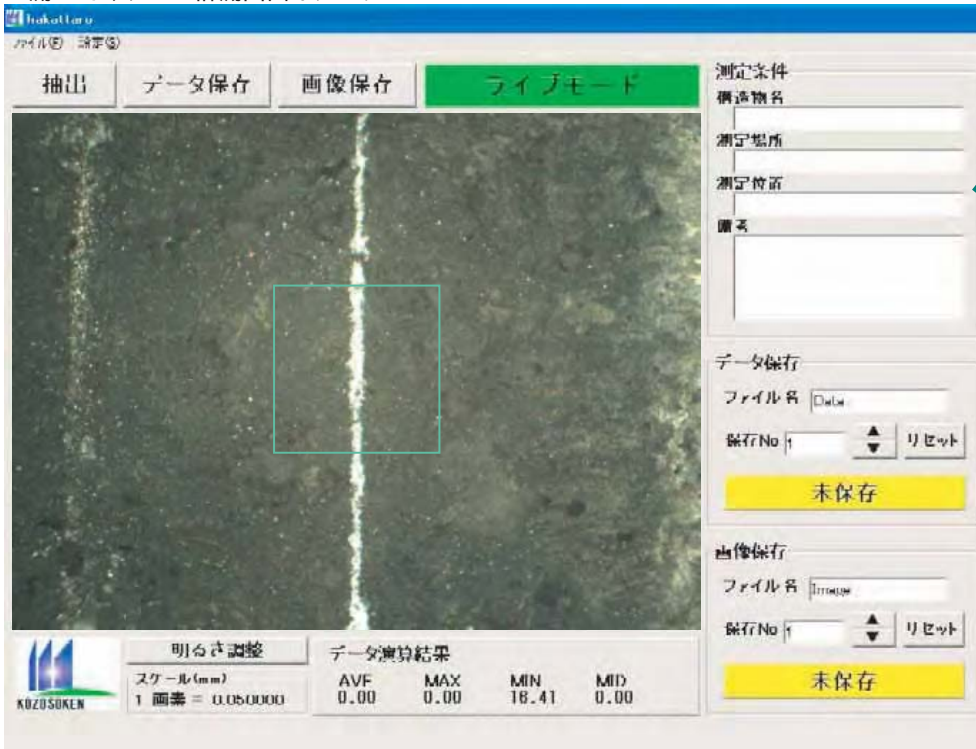 hakattaro
ファイル(F) 設定(S)
抽出 データ保存 画像保存 ライブモード
測定条件
構造物名
測定場所
測定位置
備考
データ保存
ファイル名 Data
保存No 1 ▲▼ リセット
未保存
画像保存
ファイル名 Image
保存No 1 ▲▼ リセット
未保存
明るさ調整
スケール(mm)
1 画素 = 0.050000
データ演算結果
AVE MAX MIN MID
0.00 0.00 16.41 0.00
KOZOSOKEN